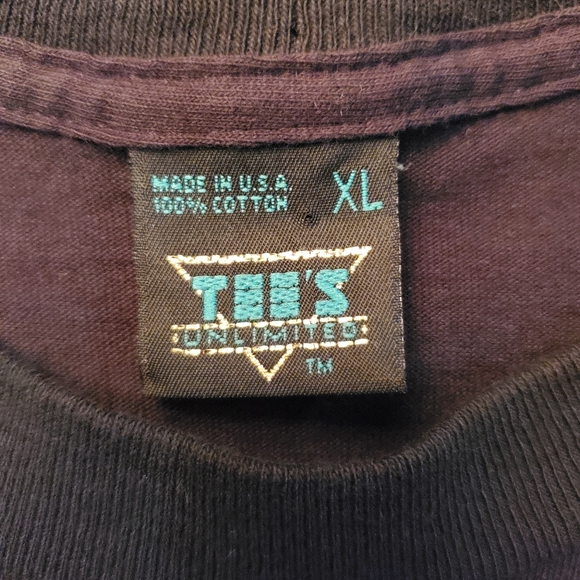 MADE IN U.S.A
100% COTTON
XL
TEE'S
UNLIMITED
TM